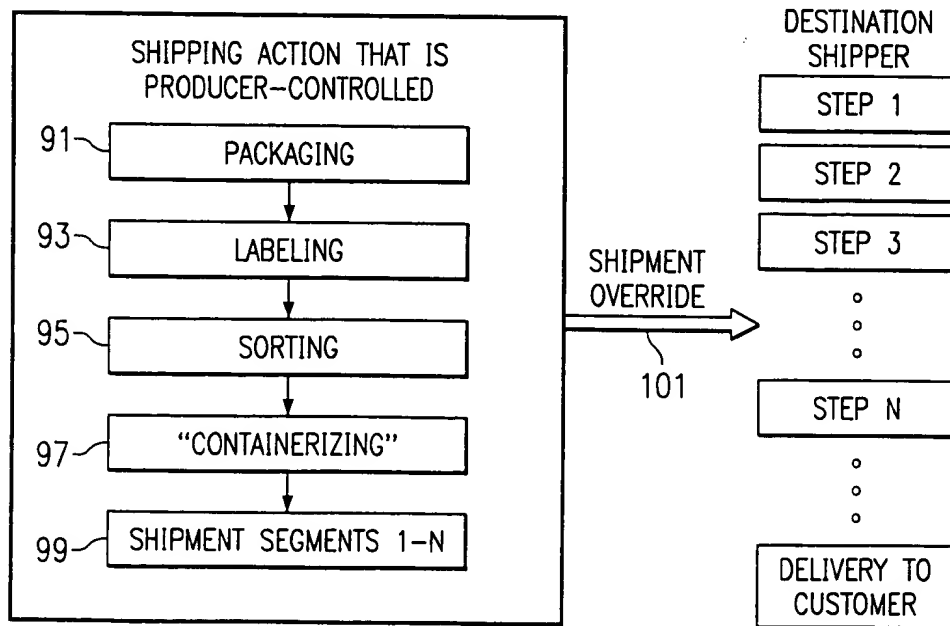 SHIPPING ACTION THAT IS
PRODUCER-CONTROLLED
91
PACKAGING
93
LABELING
95
SORTING
97
"CONTAINERIZING"
99
SHIPMENT SEGMENTS 1-N
SHIPMENT
OVERRIDE
101
DESTINATION
SHIPPER
STEP 1
STEP 2
STEP 3
STEP N
DELIVERY TO
CUSTOMER